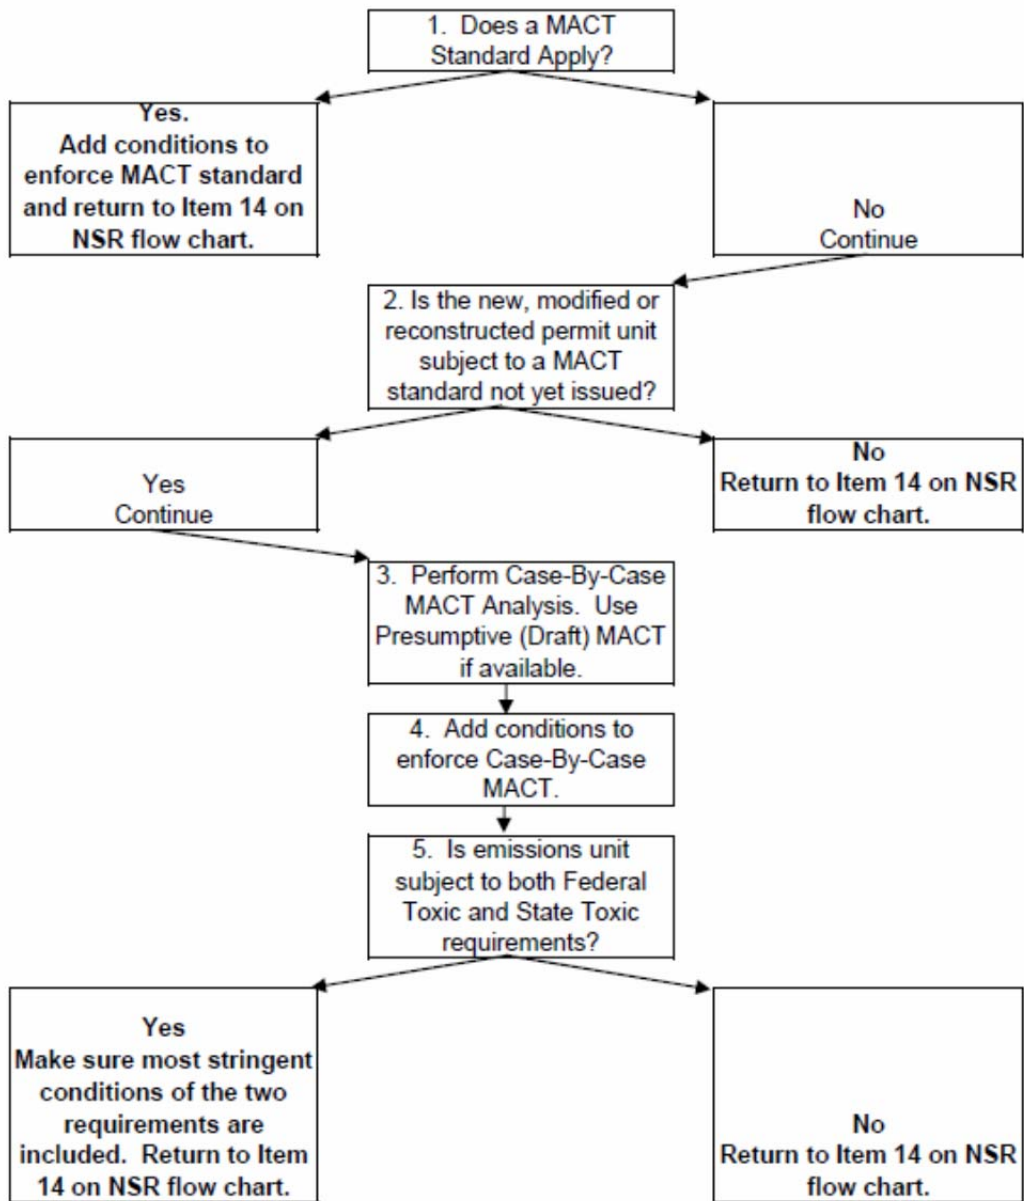 1. Does a MACT
Standard Apply?
Yes.
Add conditions to
enforce MACT standard
and return to Item 14 on
NSR flow chart.
No
Continue
2. Is the new, modified or
reconstructed permit unit
subject to a MACT
standard not yet issued?
Yes
Continue
No
Return to Item 14 on NSR
flow chart.
3. Perform Case-By-Case
MACT Analysis. Use
Presumptive (Draft) MACT
if available.
4. Add conditions to
enforce Case-By-Case
MACT.
5. Is emissions unit
subject to both Federal
Toxic and State Toxic
requirements?
Yes
Make sure most stringent
conditions of the two
requirements are
included. Return to Item
14 on NSR flow chart.
No
Return to Item 14 on NSR
flow chart.